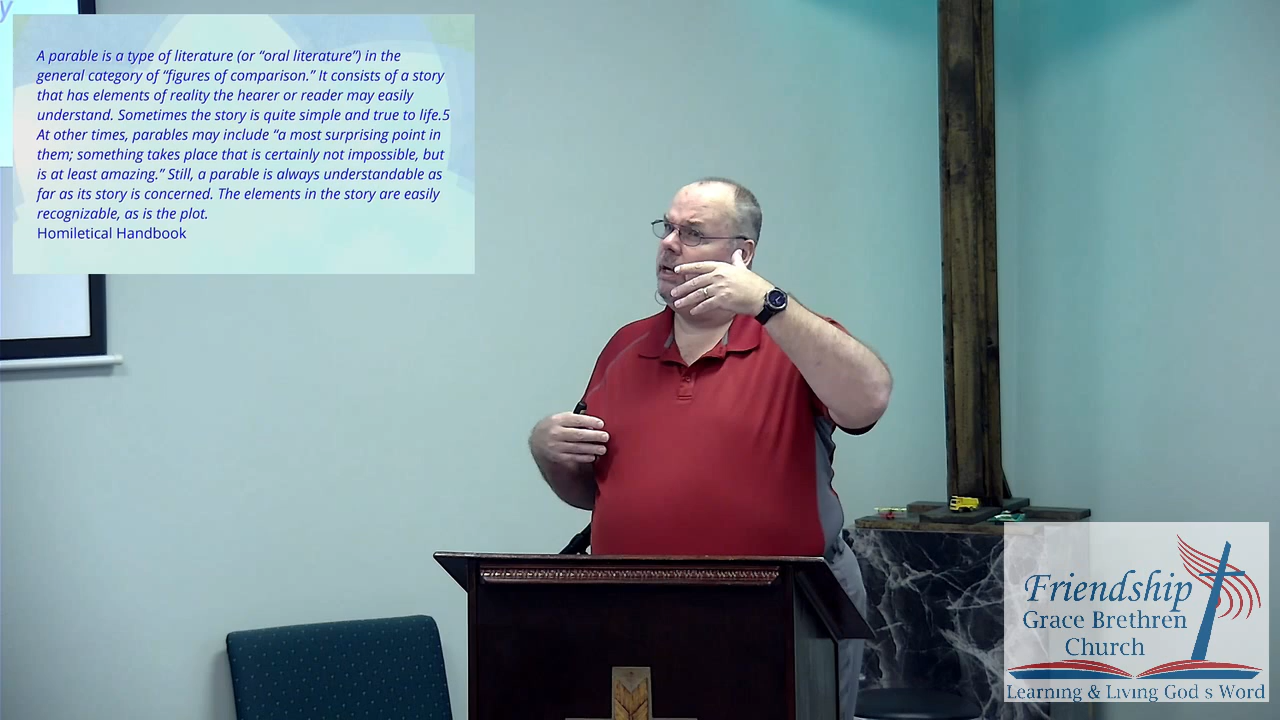 y
A parable is a type of literature (or “oral literature”) in the
general category of “figures of comparison.” It consists of a story
that has elements of reality the hearer or reader may easily
understand. Sometimes the story is quite simple and true to life.5
At other times, parables may include “a most surprising point in
them; something takes place that is certainly not impossible, but
is at least amazing.” Still, a parable is always understandable as
far as its story is concerned. The elements in the story are easily
recognizable, as is the plot.
Homiletical Handbook
Friendship
Grace Brethren
Church
Learning & Living God s Word